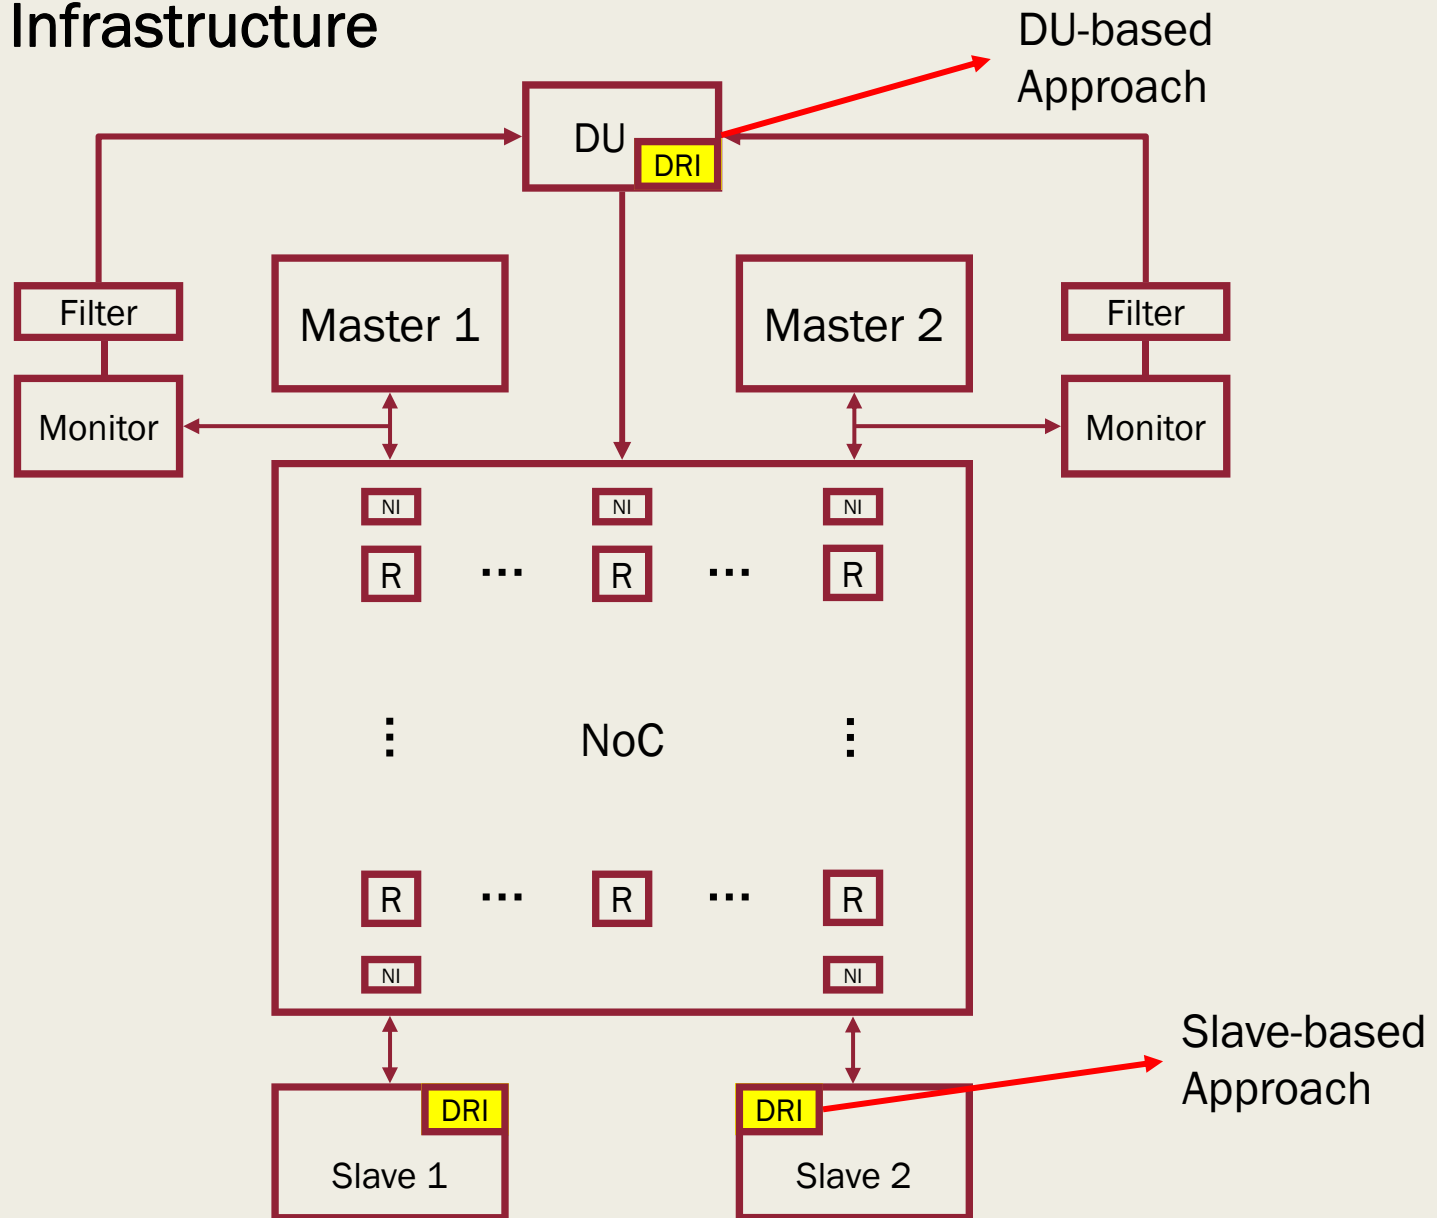 Infrastructure
DU-based
Approach
DU
DRI
Filter
Master 1
Master 2
Filter
Monitor
Monitor
NI
NI
NI
R
...
R
...
R
⋮
NoC
⋮
R
...
R
...
R
NI
NI
Slave-based
Approach
DRI
DRI
Slave 1
Slave 2